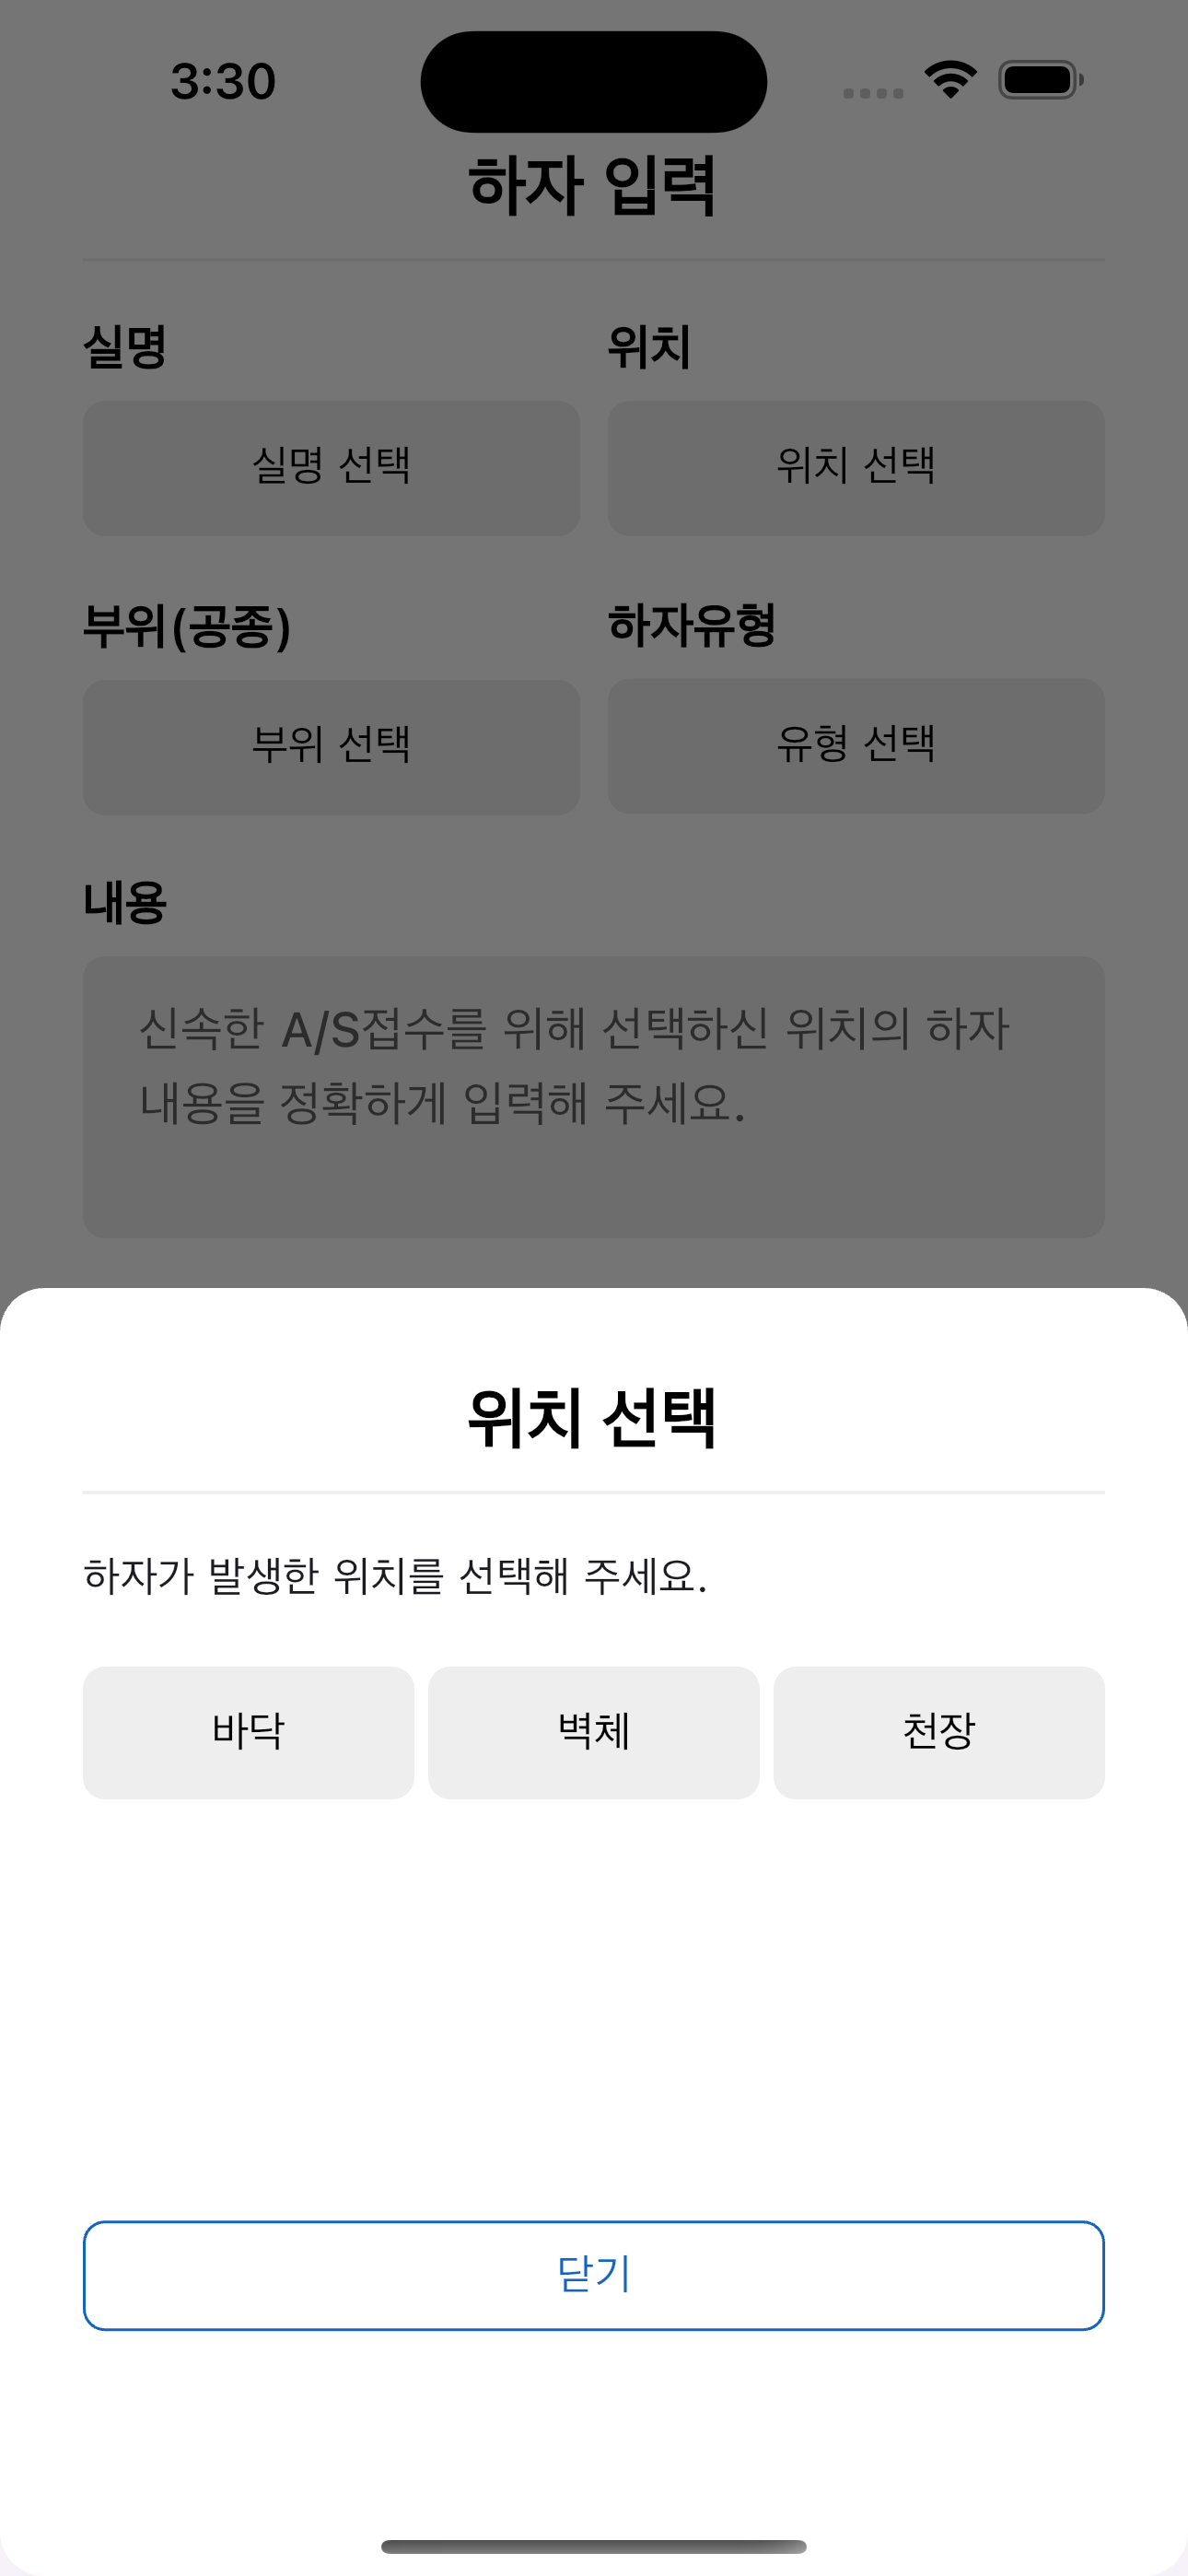 3:30
하자 입력
실명 위치
실명 선택 위치 선택
부위(공종) 하자유형
부위 선택 유형 선택
내용
신속한 A/S접수를 위해 선택하신 위치의 하자
내용을 정확하게 입력해 주세요.
위치 선택
하자가 발생한 위치를 선택해 주세요.
바닥 벽체 천장
닫기